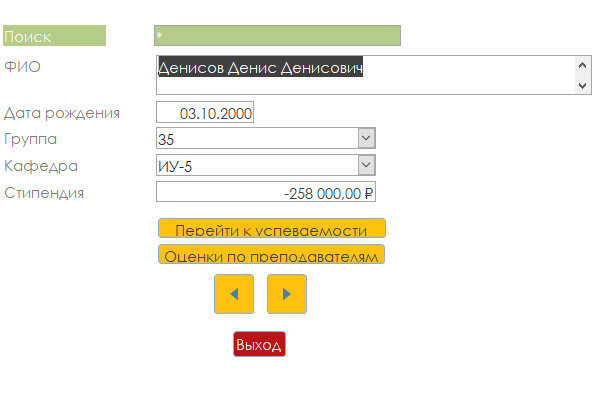 Поиск *
ФИО Денисов Денис Денисович
Дата рождения 03.10.2000
Группа 35
Кафедра ИУ-5
Стипендия -258 000,00 ₽
Перейти к успеваемости
Оценки по преподавателям
Выход